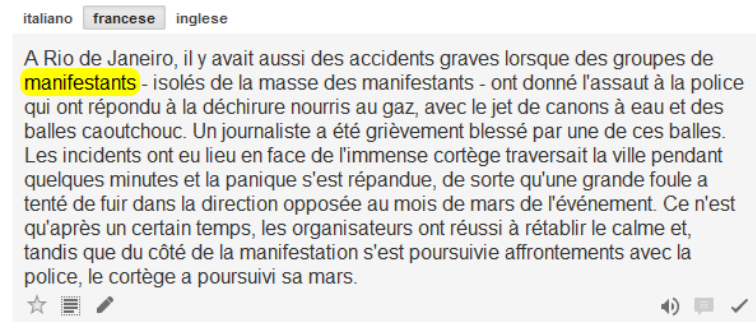 italiano francese inglese
A Rio de Janeiro, il y avait aussi des accidents graves lorsque des groupes de
manifestants - isolés de la masse des manifestants - ont donné l'assaut à la police
qui ont répondu à la déchirure nourris au gaz, avec le jet de canons à eau et des
balles caoutchouc. Un journaliste a été grièvement blessé par une de ces balles.
Les incidents ont eu lieu en face de l'immense cortège traversait la ville pendant
quelques minutes et la panique s'est répandue, de sorte qu'une grande foule a
tenté de fuir dans la direction opposée au mois de mars de l'événement. Ce n'est
qu'après un certain temps, les organisateurs ont réussi à rétablir le calme et,
tandis que du côté de la manifestation s'est poursuivie affrontements avec la
police, le cortège a poursuivi sa mars.